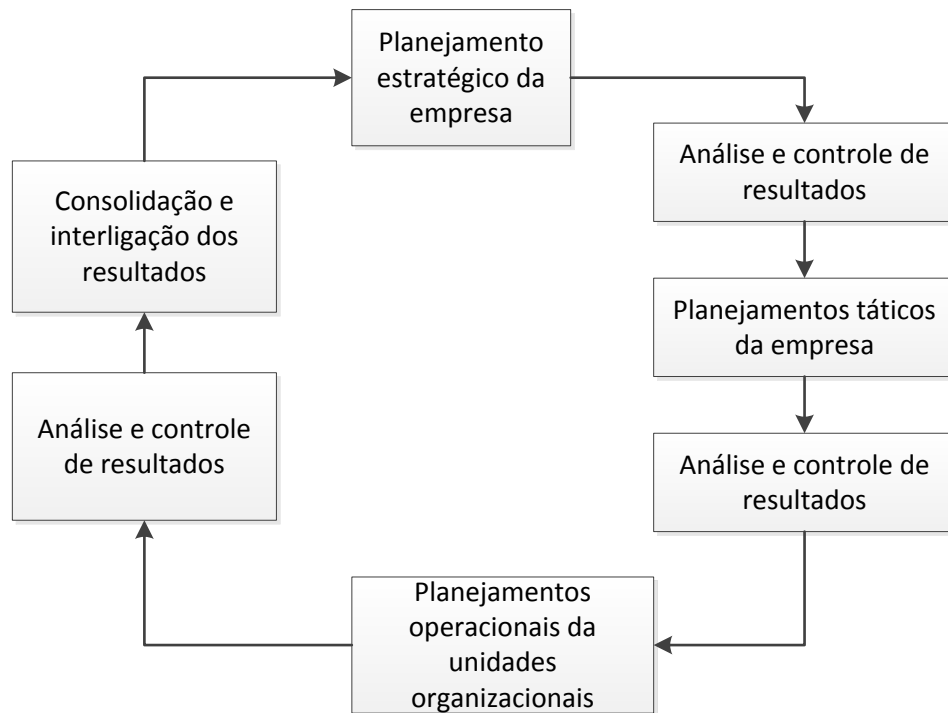 Planejamento
estratégico da
empresa
Análise e controle de
resultados
Planejamentos táticos
da empresa
Análise e controle de
resultados
Planejamentos
operacionais da
unidades
organizacionais
Análise e controle
de resultados
Consolidação e
interligação dos
resultados